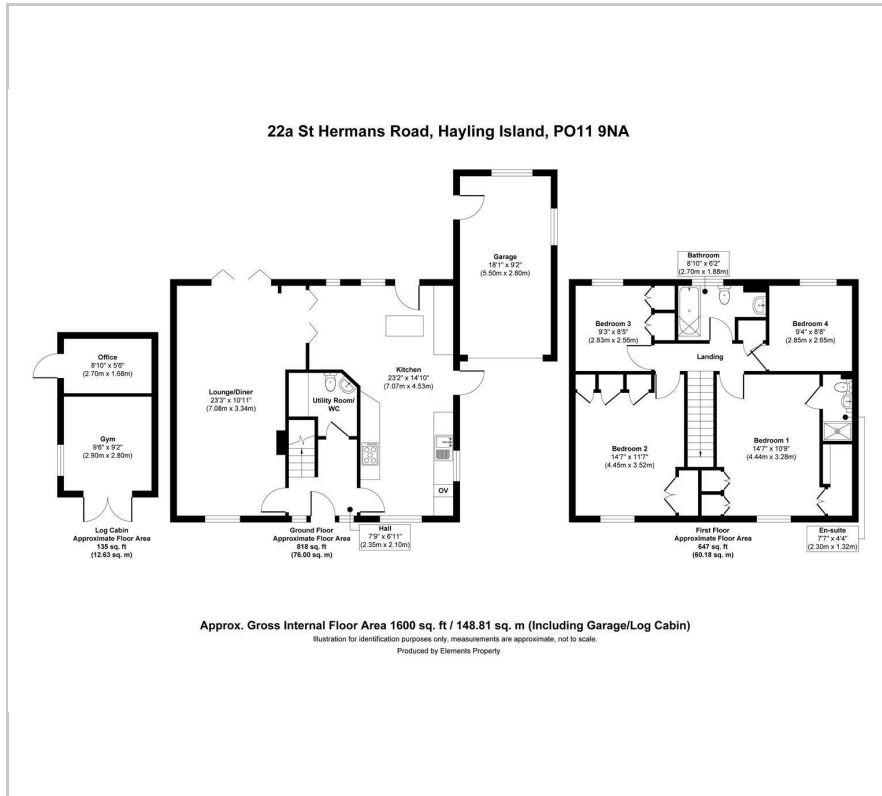 22a St Hermans Road, Hayling Island, PO11 9NA
Office
8'10" x 5'6"
(2.70m x 1.68m)
Gym
9'6" x 9'2"
(2.90m x 2.80m)
Log Cabin
Approximate Floor Area
135 sq. ft
(12.63 sq. m)
Lounge/Diner
23'3" x 10'11"
(7.08m x 3.34m)
Utility Room/
WC
Kitchen
23'2" x 14'10"
(7.07m x 4.53m)
OV
Ground Floor
Approximate Floor Area
818 sq. ft
(76.00 sq. m)
Hall
7'9" x 6'11"
(2.35m x 2.10m)
Garage
18'1" x 9'2"
(5.50m x 2.80m)
Bathroom
8'10" x 6'2"
(2.70m x 1.88m)
Bedroom 3
9'3" x 8'5"
(2.83m x 2.56m)
Bedroom 4
9'4" x 8'8"
(2.85m x 2.65m)
Landing
Bedroom 2
14'7" x 11'7"
(4.45m x 3.52m)
Bedroom 1
14'7" x 10'9"
(4.44m x 3.28m)
First Floor
Approximate Floor Area
647 sq. ft
(60.18 sq. m)
En-suite
7'7" x 4'4"
(2.30m x 1.32m)
Approx. Gross Internal Floor Area 1600 sq. ft / 148.81 sq. m (Including Garage/Log Cabin)
Illustration for identification purposes only, measurements are approximate, not to scale.
Produced by Elements Property